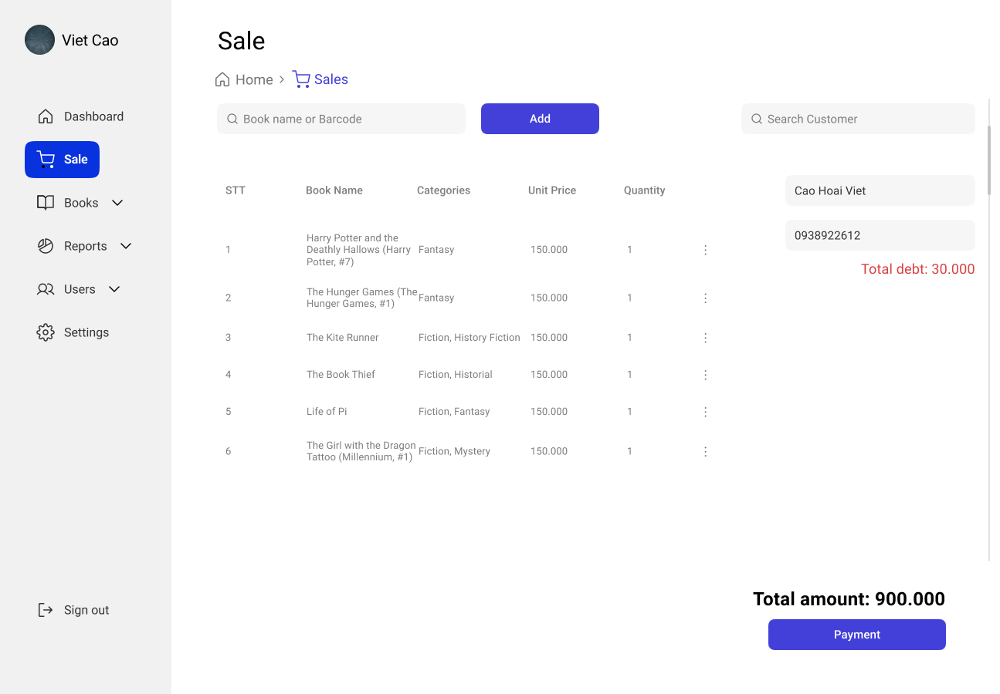 Viet Cao
Dashboard
Sale
Books
Reports
Users
Settings
Sign out
Sale
Home > Sales
Book name or Barcode
Add
Search Customer
STT Book Name Categories Unit Price Quantity
1 Harry Potter and the Deathly Hallows (Harry Potter, #7) Fantasy 150.000 1
2 The Hunger Games (The Hunger Games, #1) Fantasy 150.000 1
3 The Kite Runner Fiction, History Fiction 150.000 1
4 The Book Thief Fiction, Historial 150.000 1
5 Life of Pi Fiction, Fantasy 150.000 1
6 The Girl with the Dragon Tattoo (Millennium, #1) Fiction, Mystery 150.000 1
Cao Hoai Viet
0938922612
Total debt: 30.000
Total amount: 900.000
Payment